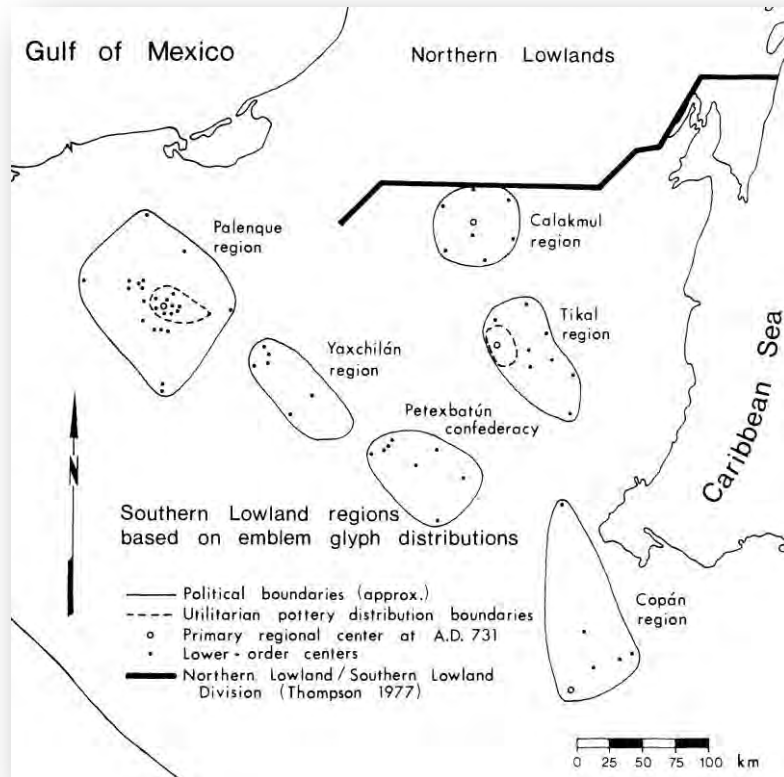 Gulf of Mexico
Northern Lowlands
Palenque
region
Calakmul
region
Tikal
region
Yaxchilán
region
Petexbatún
confederacy
Caribbean Sea
N
Southern Lowland regions
based on emblem glyph distributions
Political boundaries (approx.)
Utilitarian pottery distribution boundaries
Primary regional center at A.D. 731
Lower-order centers
Northern Lowland / Southern Lowland
Division (Thompson 1977)
Copán
region
0 25 50 75 100 km